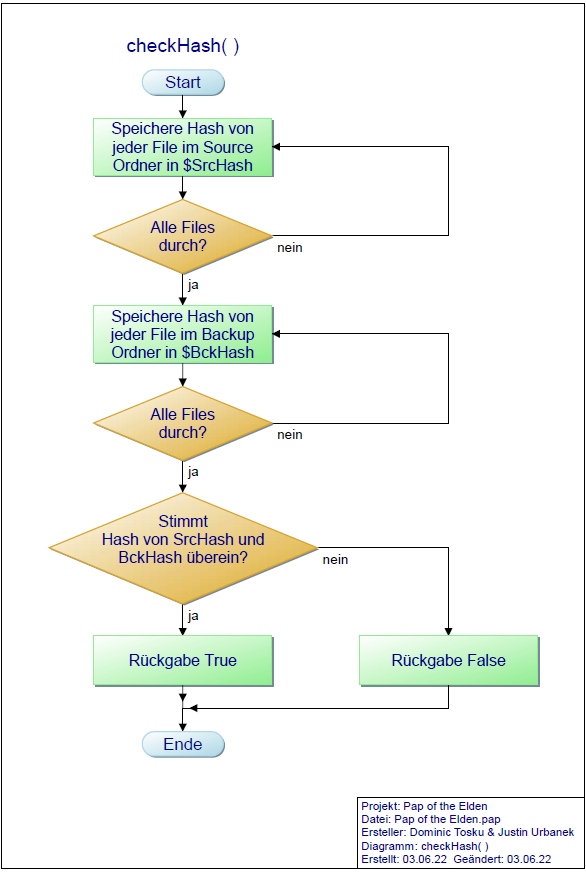 checkHash( )
Start
Speichere Hash von
jeder File im Source
Ordner in $SrcHash
Alle Files
durch?
nein
ja
Speichere Hash von
jeder File im Backup
Ordner in $BckHash
Alle Files
durch?
nein
ja
Stimmt
Hash von SrcHash und
BckHash überein?
nein
ja
Rückgabe True
Rückgabe False
Ende
Projekt: Pap of the Elden
Datei: Pap of the Elden.pap
Ersteller: Dominic Tosku & Justin Urbanek
Diagramm: checkHash( )
Erstellt: 03.06.22  Geändert: 03.06.22